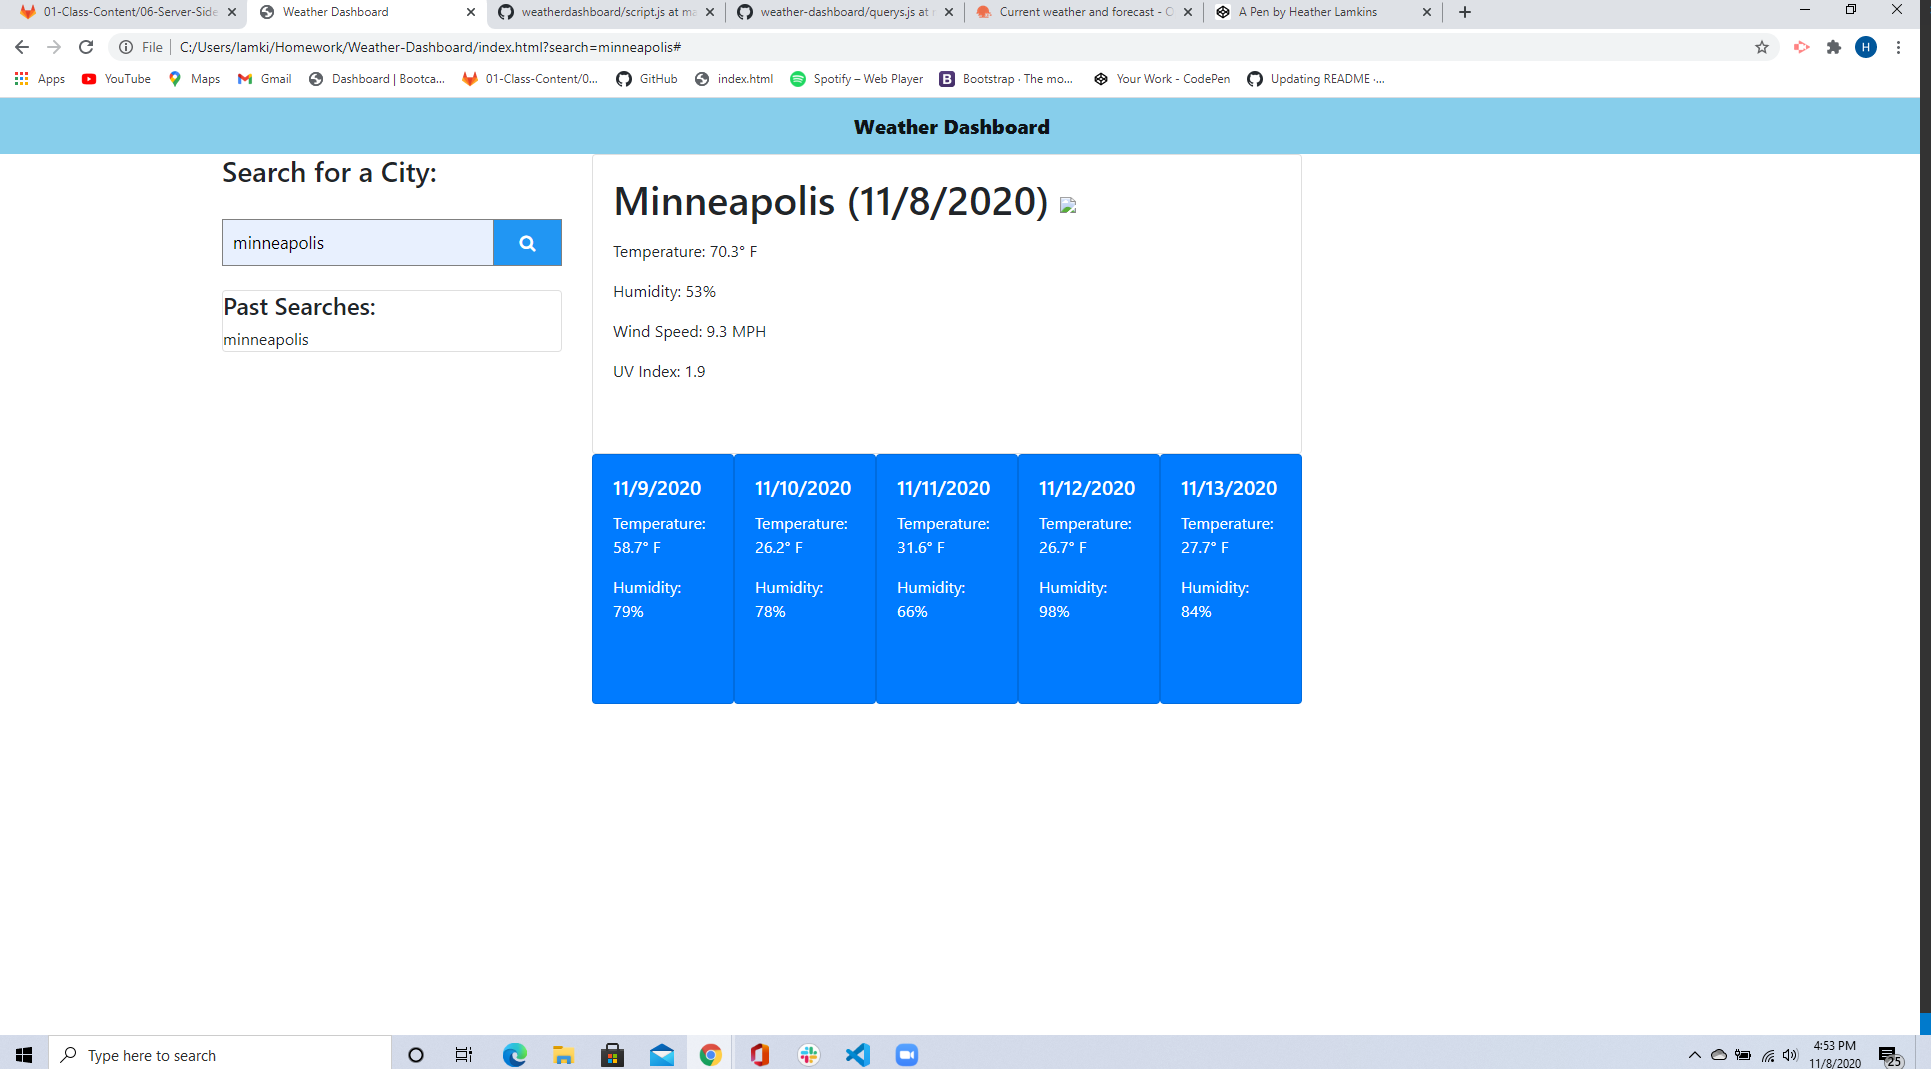 01-Class-Content/06-Server-Side
Weather Dashboard
weatherdashboard/script.js at ma
weather-dashboard/querys.js at
Current weather and forecast - O
A Pen by Heather Lamkins
File
C:/Users/lamki/Homework/Weather-Dashboard/index.html?search=minneapolis#
H
Apps
YouTube
Maps
Gmail
Dashboard | Bootca...
01-Class-Content/0...
GitHub
index.html
Spotify – Web Player
B
Bootstrap · The mo...
Your Work - CodePen
Updating README ·...
Weather Dashboard
Search for a City:
minneapolis
Past Searches:
minneapolis
Minneapolis (11/8/2020)
Temperature: 70.3° F
Humidity: 53%
Wind Speed: 9.3 MPH
UV Index: 1.9
11/9/2020
Temperature:
58.7° F
Humidity:
79%
11/10/2020
Temperature:
26.2° F
Humidity:
78%
11/11/2020
Temperature:
31.6° F
Humidity:
66%
11/12/2020
Temperature:
26.7° F
Humidity:
98%
11/13/2020
Temperature:
27.7° F
Humidity:
84%
Type here to search
4:53 PM
11/8/2020
25